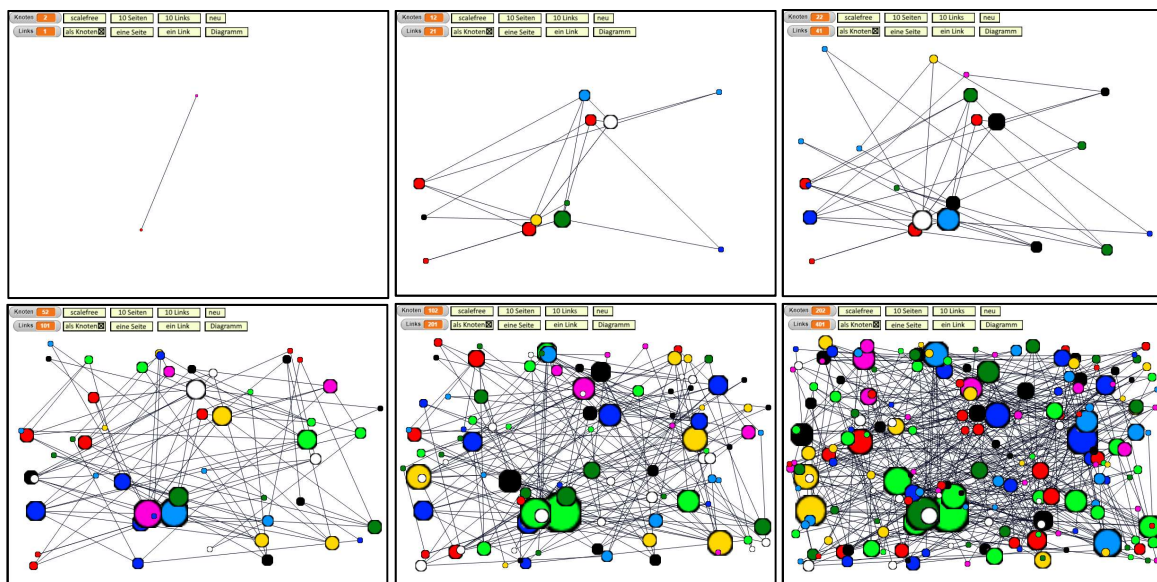 Knoten 2 scalefree 10 Seiten 10 Links neu
Links 1 als Knoten eine Seite ein Link Diagramm
Knoten 12 scalefree 10 Seiten 10 Links neu
Links 21 als Knoten eine Seite ein Link Diagramm
Knoten 22 scalefree 10 Seiten 10 Links neu
Links 41 als Knoten eine Seite ein Link Diagramm
Knoten 52 scalefree 10 Seiten 10 Links neu
Links 101 als Knoten eine Seite ein Link Diagramm
Knoten scalefree 10 Seiten 10 Links neu
Links 201 als Knoten eine Seite ein Link Diagramm
Knoten 202 scalefree 10 Seiten 10 Links neu
Links 401 als Knoten eine Seite ein Link Diagramm